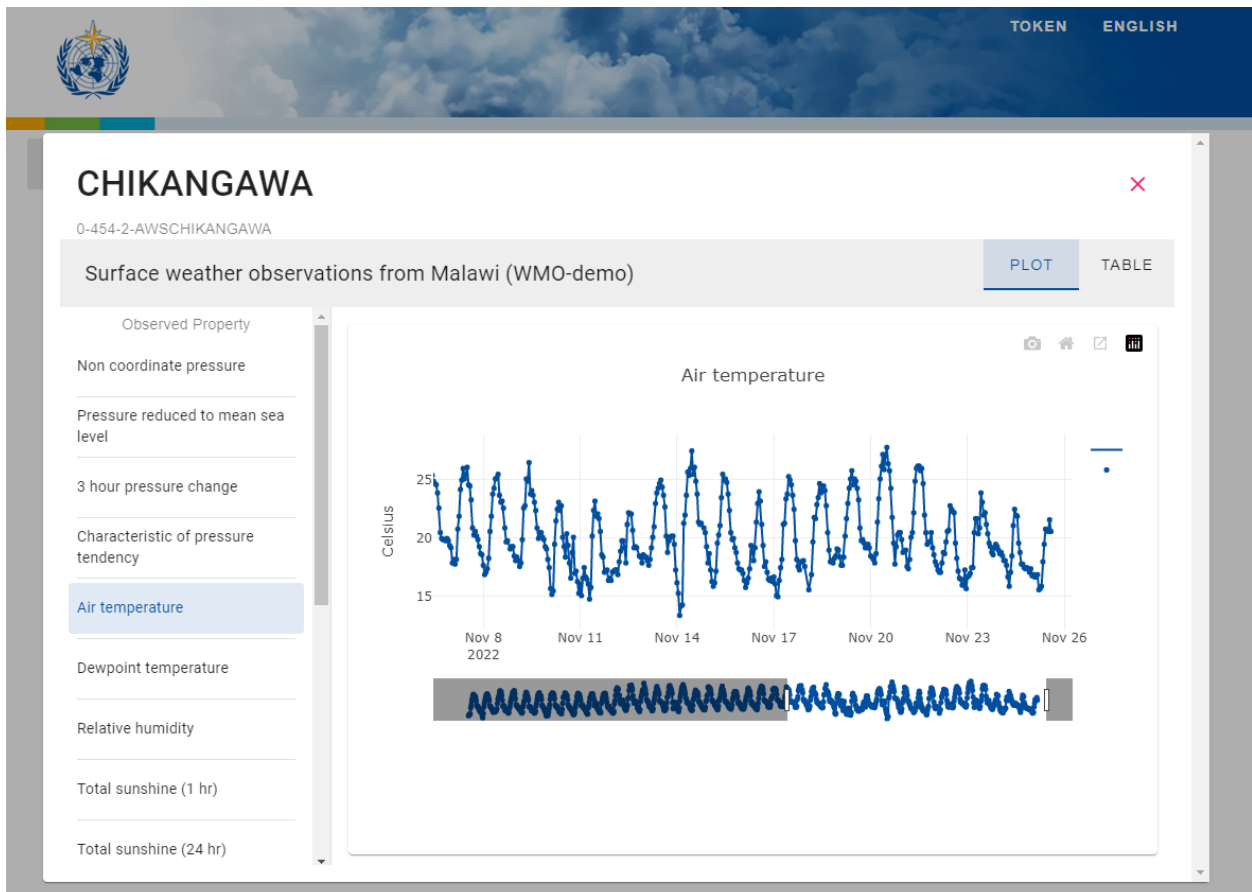 TOKEN ENGLISH
CHIKANGAWA
0-454-2-AWSCHIKANGAWA
Surface weather observations from Malawi (WMO-demo)
PLOT TABLE
Observed Property
Non coordinate pressure
Pressure reduced to mean sea
level
3 hour pressure change
Characteristic of pressure
tendency
Air temperature
Dewpoint temperature
Relative humidity
Total sunshine (1 hr)
Total sunshine (24 hr)
Air temperature
Celsius
25
20
15
Nov 8 Nov 11 Nov 14 Nov 17 Nov 20 Nov 23 Nov 26
2022